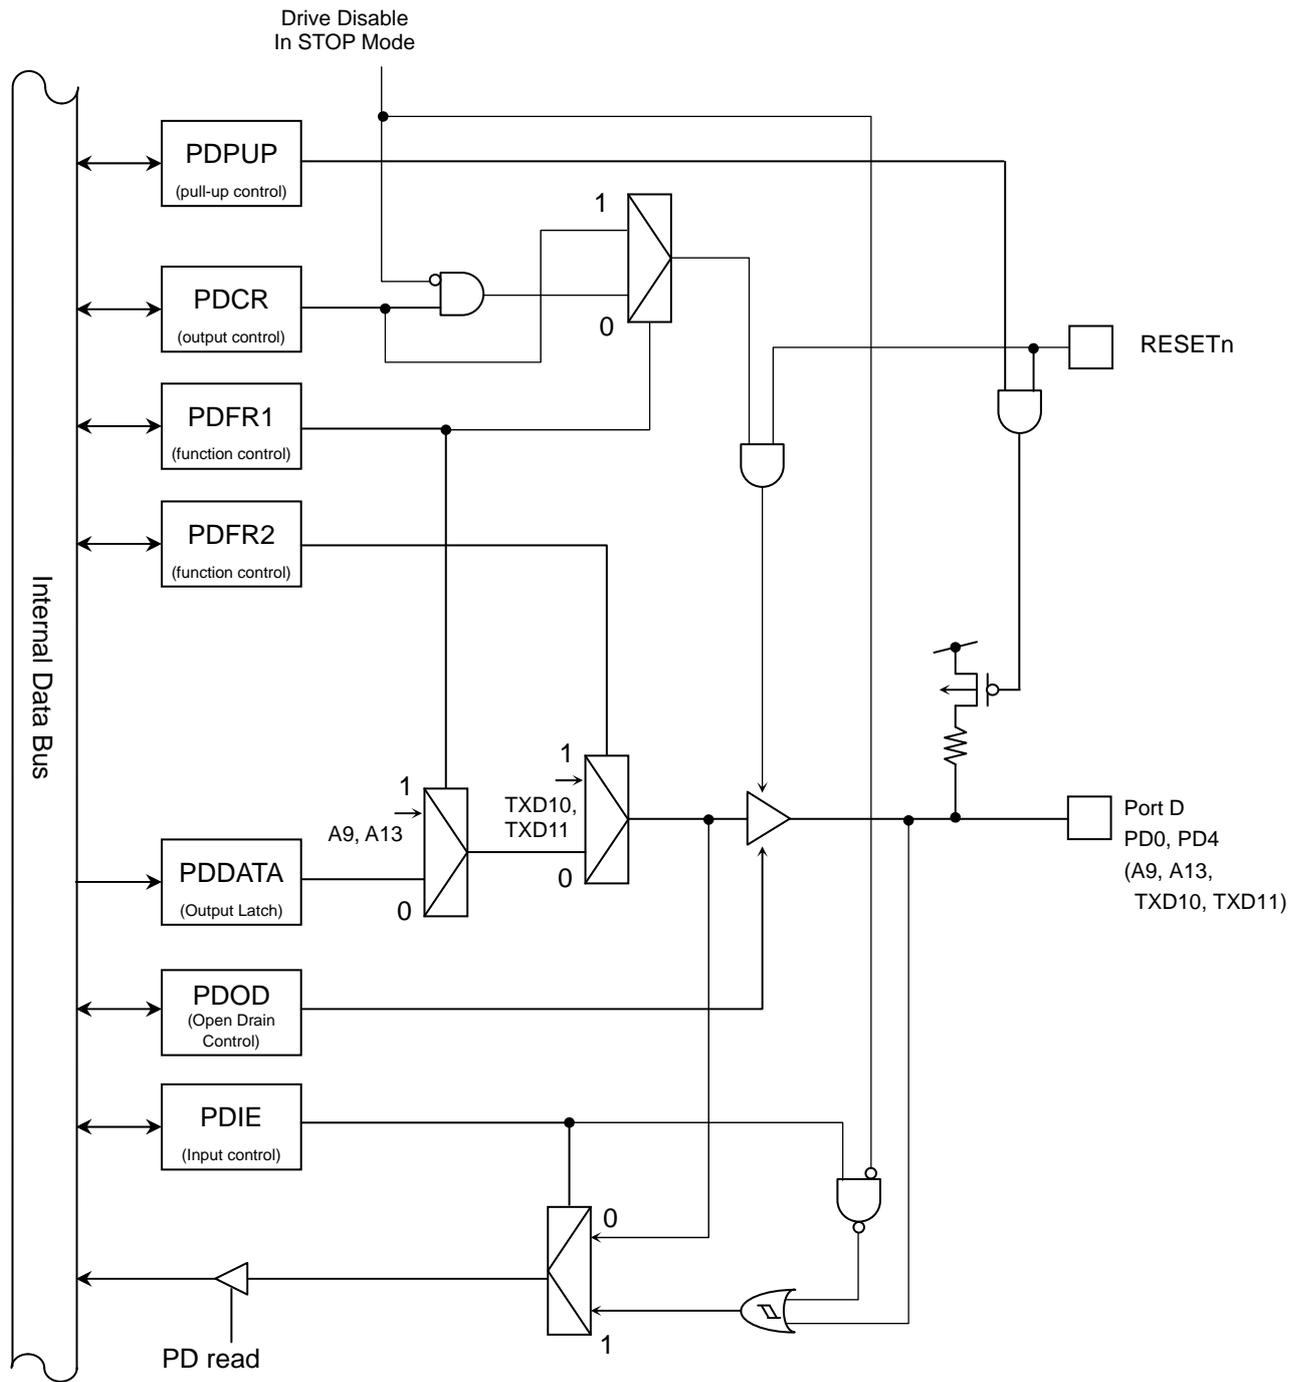 Drive Disable
In STOP Mode
PDPUP
(pull-up control)
1
PDCR
(output control)
0
RESETn
PDFR1
(function control)
PDFR2
(function control)
Internal Data Bus
1
1
TXD10,
TXD11
A9, A13
Port D
PD0, PD4
(A9, A13,
TXD10, TXD11)
PDDATA
(Output Latch)
0
0
PDOD
(Open Drain
Control)
PDIE
(Input control)
0
1
PD read